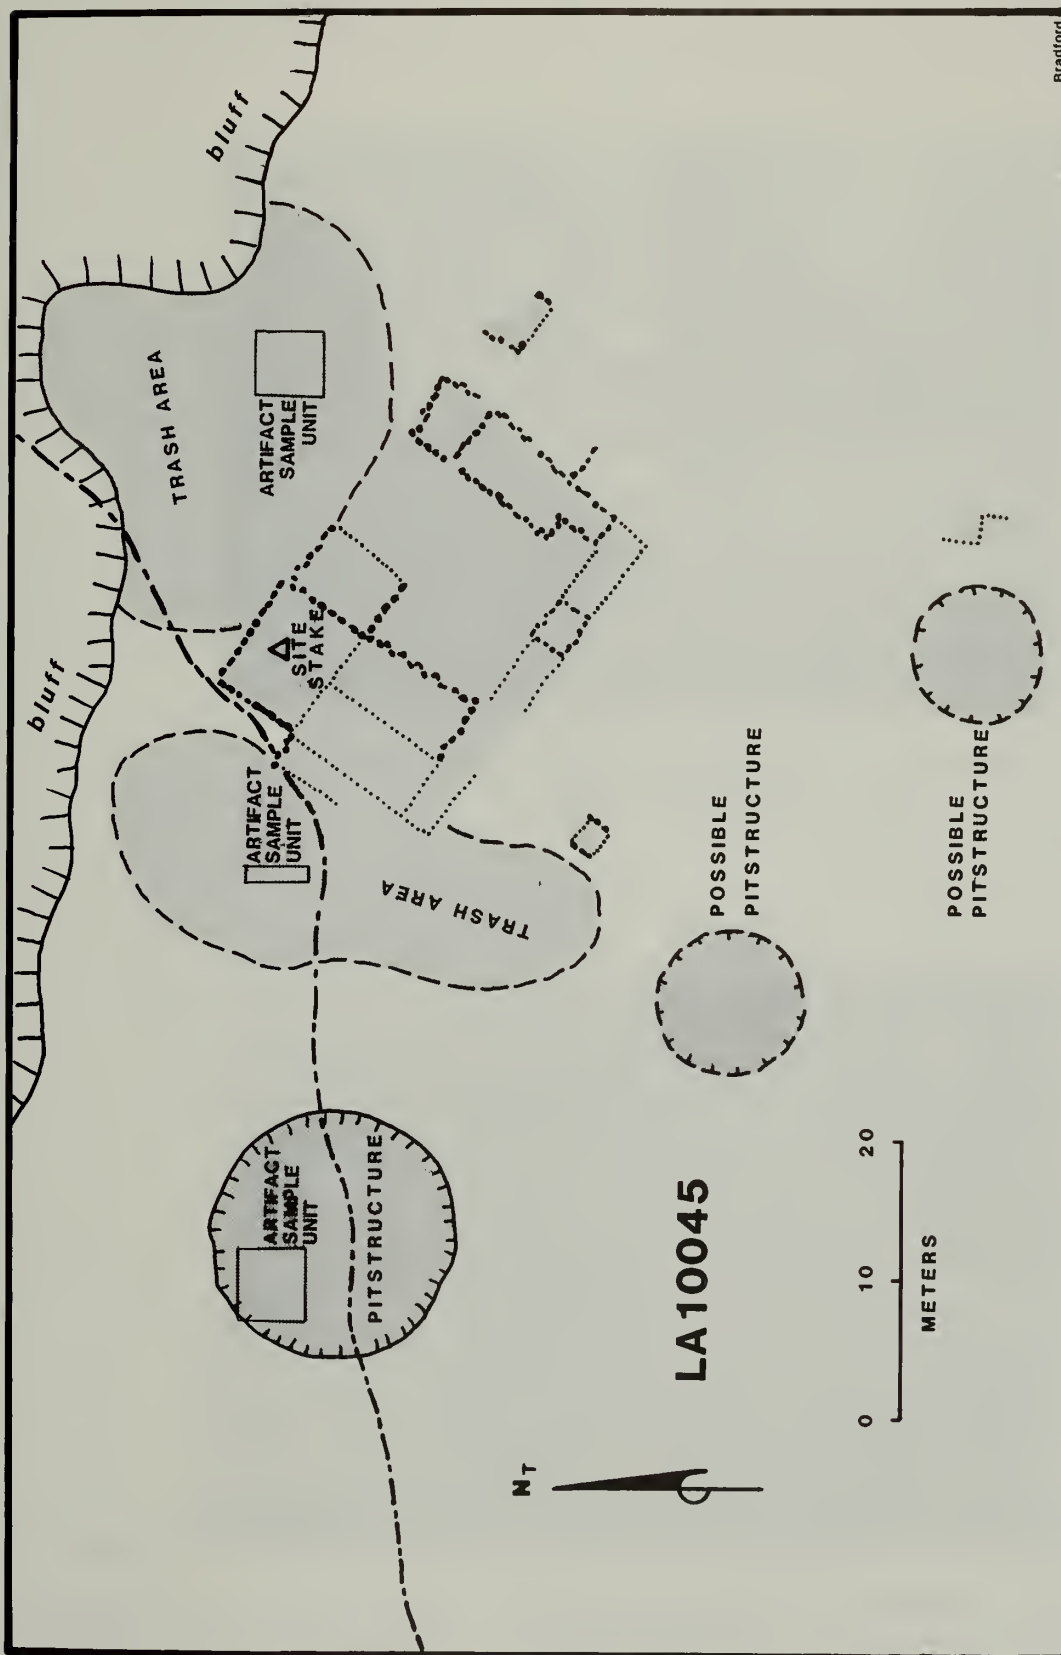 bluff
bluff
TRASH AREA
ARTIFACT
SAMPLE
UNIT
SITE
STAKE
ARTIFACT
SAMPLE
UNIT
TRASH AREA
ARTIFACT
SAMPLE
UNIT
PITSTRUCTURE
POSSIBLE
PITSTRUCTURE
POSSIBLE
PITSTRUCTURE
LA10045
NT
0 10 20
METERS
Bradford